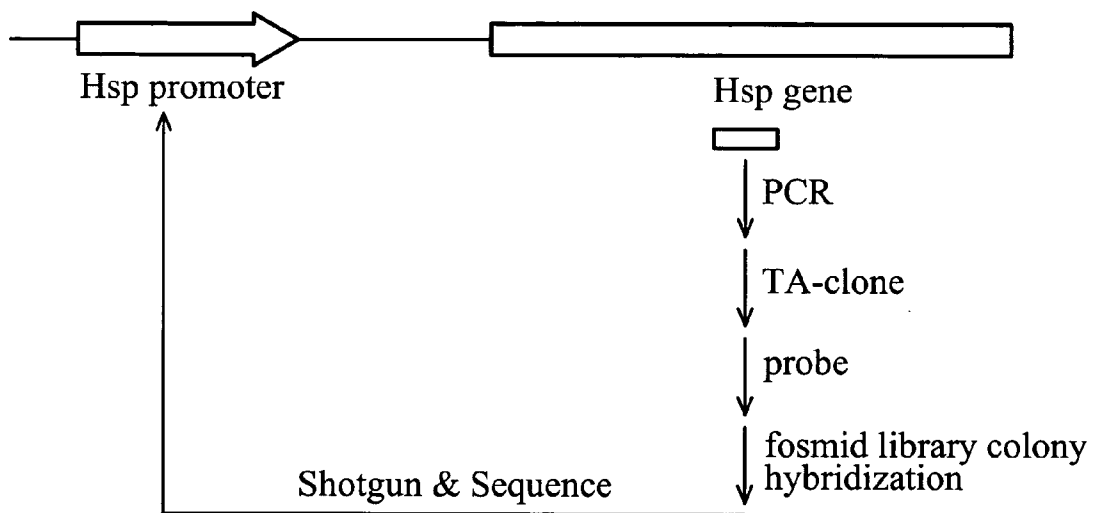 Hsp promoter
Hsp gene
PCR
TA-clone
probe
fosmid library colony
hybridization
Shotgun & Sequence